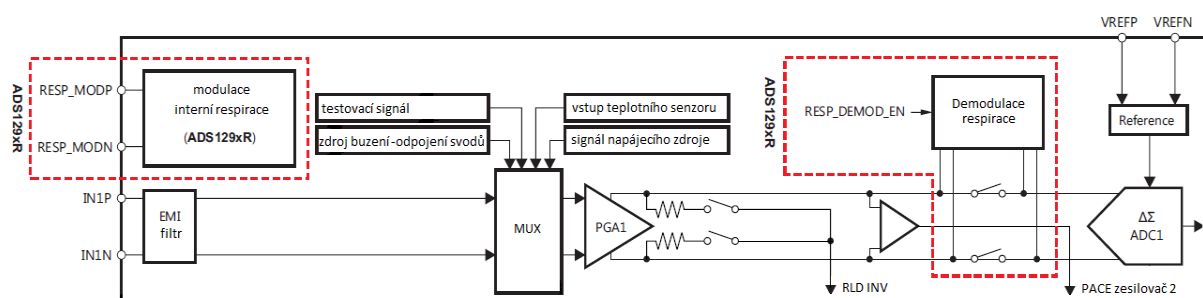 VREFP
VREFN
ADS129xR
RESP_MODP
RESP_MODN
modulace
interní respirace
(ADS129xR)
testovací signál
zdroj buzení -odpojení svodů
vstup teplotního senzoru
signál napájecího zdroje
ADS129xR
RESP_DEMOD_EN
Demodulace
respirace
Reference
IN1P
IN1N
EMI
filtr
MUX
PGA1
ΔΣ
ADC1
RLD INV
PACE zesilovač 2